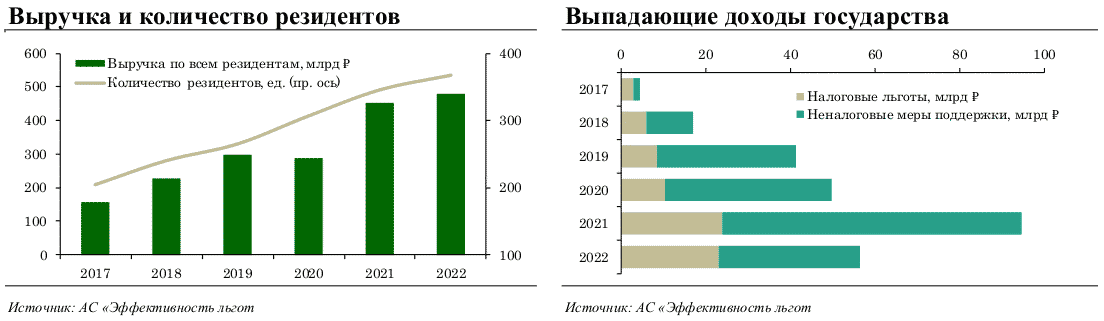 Выручка и количество резидентов
600
500
400
300
200
100
0
400
300
200
100
Выручка по всем резидентам, млрд ₽
Количество резидентов, ед. (пр. ось)
2017 2018 2019 2020 2021 2022
Источник: АС «Эффективность льгот
Выпадающие доходы государства
0 20 40 60 80 100
2017
2018
2019
2020
2021
2022
Налоговые льготы, млрд ₽
Неналоговые меры поддержки, млрд ₽
Источник: АС «Эффективность льгот